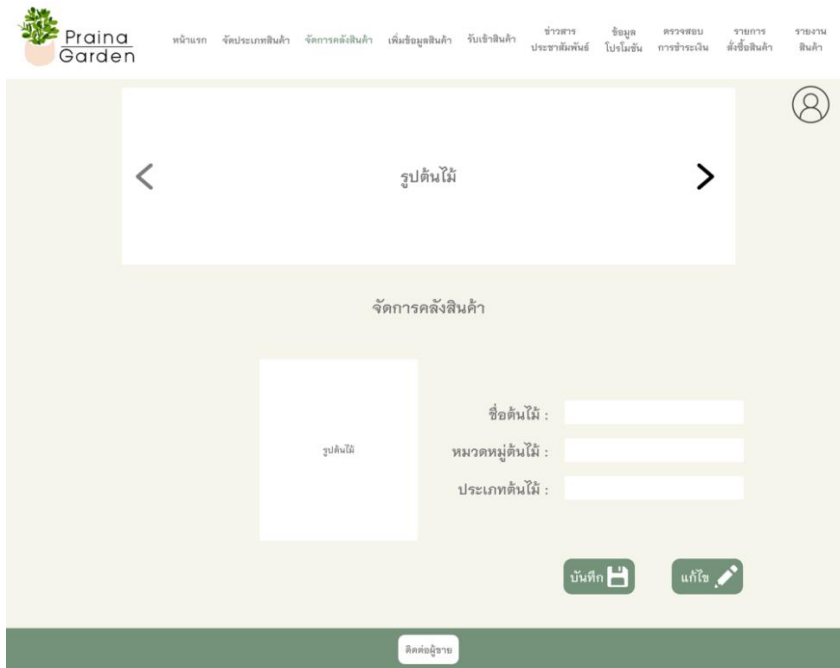 Praina
Garden
หน้าแรก จัดประเภทสินค้า จัดการคลังสินค้า เพิ่มข้อมูลสินค้า รับเข้าสินค้า
ข่าวสาร
ประชาสัมพันธ์
ข้อมูล
โปรโมชัน
ตรวจสอบ
การชำระเงิน
รายการ
สั่งซื้อสินค้า
รายงาน
สินค้า
รูปต้นไม้
จัดการคลังสินค้า
รูปต้นไม้
ชื่อต้นไม้ :
หมวดหมู่ต้นไม้ :
ประเภทต้นไม้ :
บันทึก
แก้ไข
ติดต่อผู้ขาย